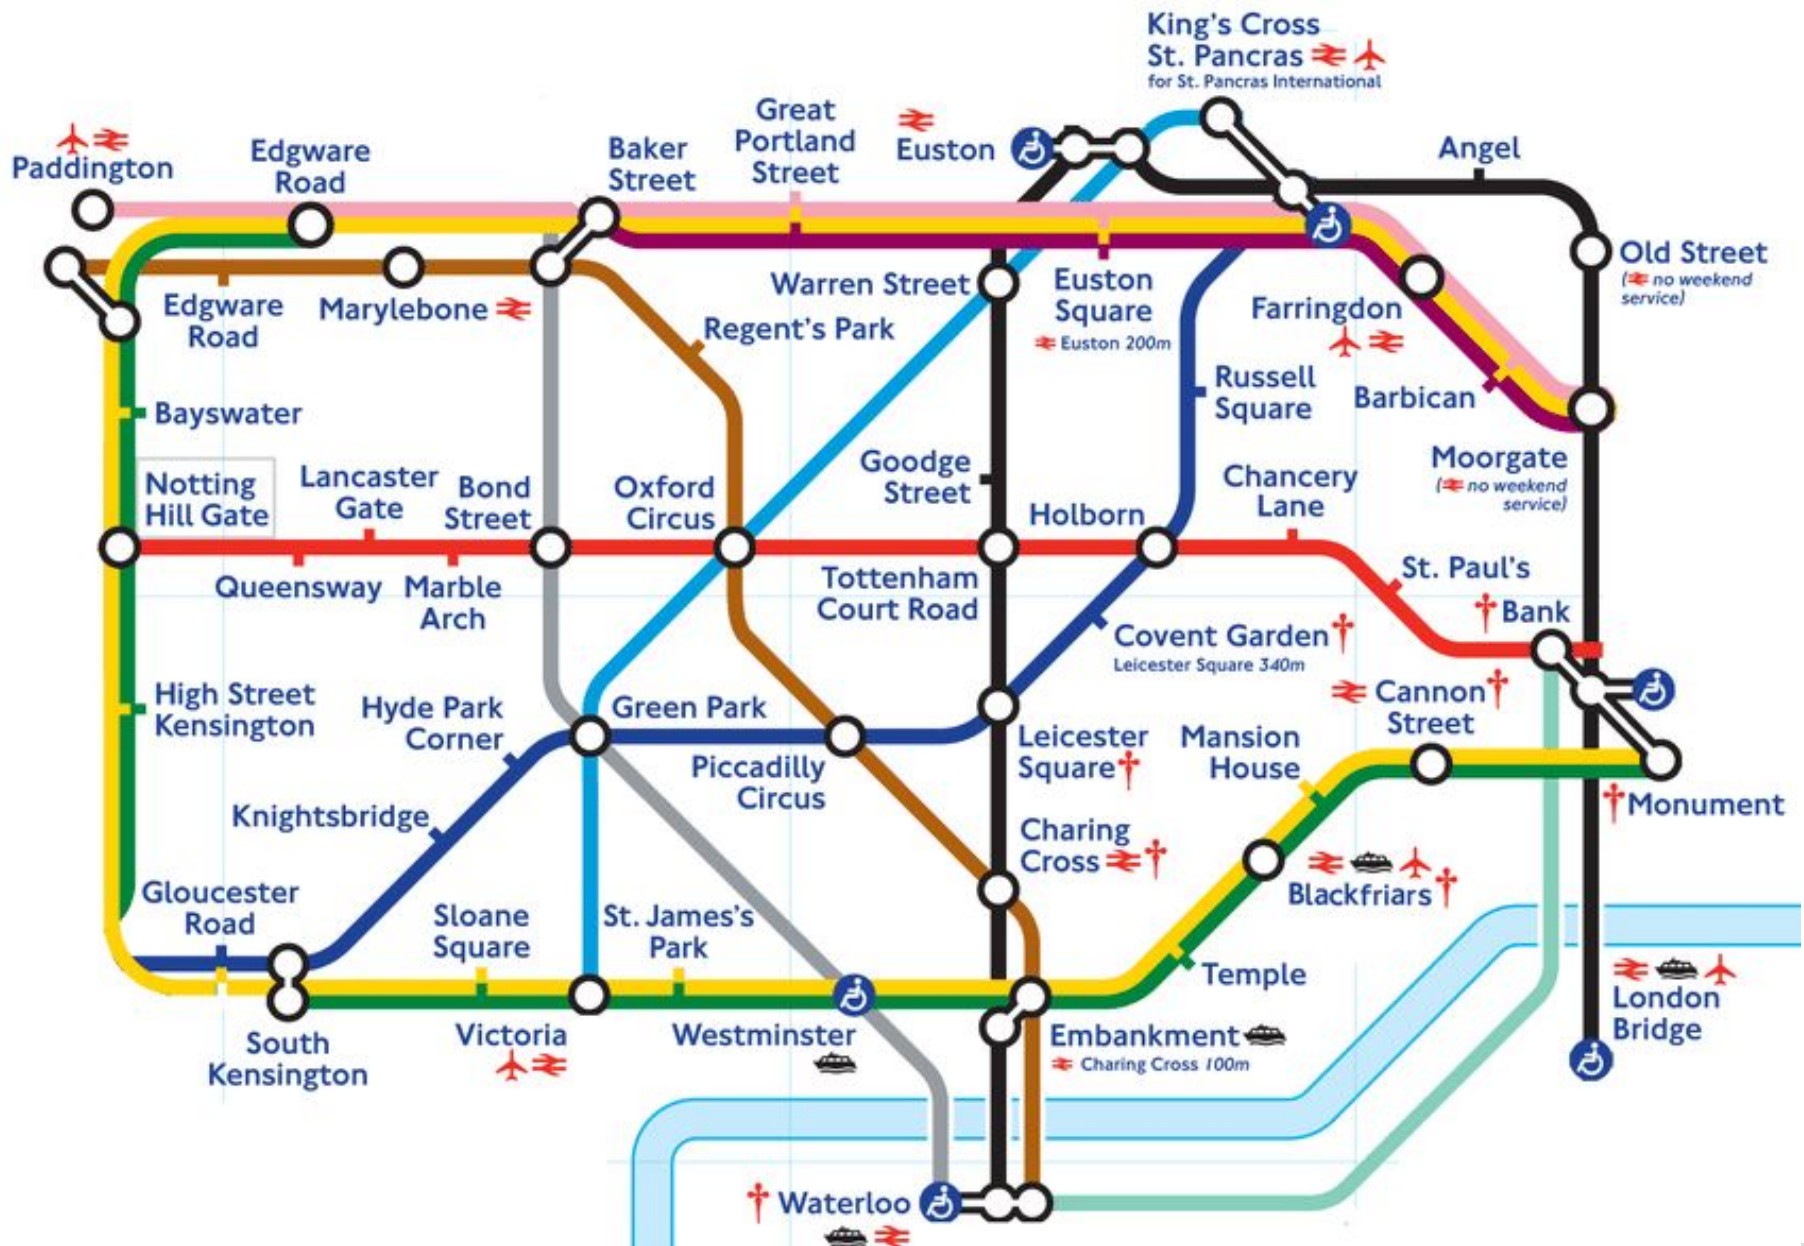 King's Cross
St. Pancras
for St. Pancras International
Paddington
Edgware
Road
Baker
Street
Great
Portland
Street
Euston
Angel
Old Street
( no weekend
service)
Edgware
Road
Marylebone
Regent's Park
Warren Street
Euston
Square
Euston 200m
Farringdon
Russell
Square
Barbican
Bayswater
Notting
Hill Gate
Lancaster
Gate
Bond
Street
Oxford
Circus
Goodge
Street
Holborn
Chancery
Lane
Moorgate
( no weekend
service)
Queensway
Marble
Arch
Tottenham
Court Road
St. Paul's
†Bank
Covent Garden†
Leicester Square 340m
High Street
Kensington
Hyde Park
Corner
Green Park
Piccadilly
Circus
Leicester
Square†
Mansion
House
Cannon†
Street
†Monument
Knightsbridge
Charing
Cross †
Blackfriars†
Gloucester
Road
Sloane
Square
St. James's
Park
Temple
London
Bridge
South
Kensington
Victoria
Westminster
Embankment
Charing Cross 100m
† Waterloo